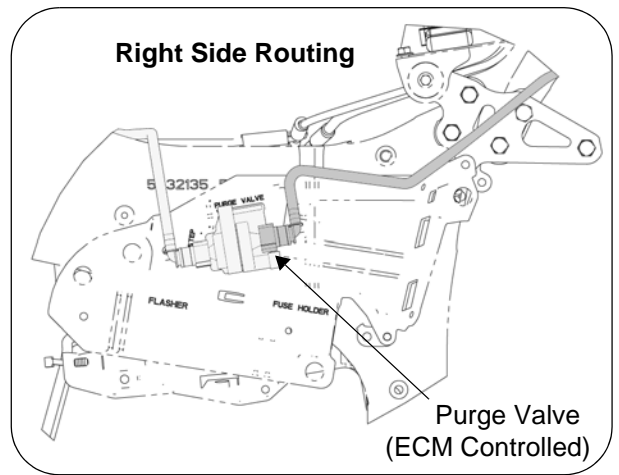 Right Side Routing
PURGE VALVE
FLASHER
FUSE HOLDER
Purge Valve
(ECM Controlled)